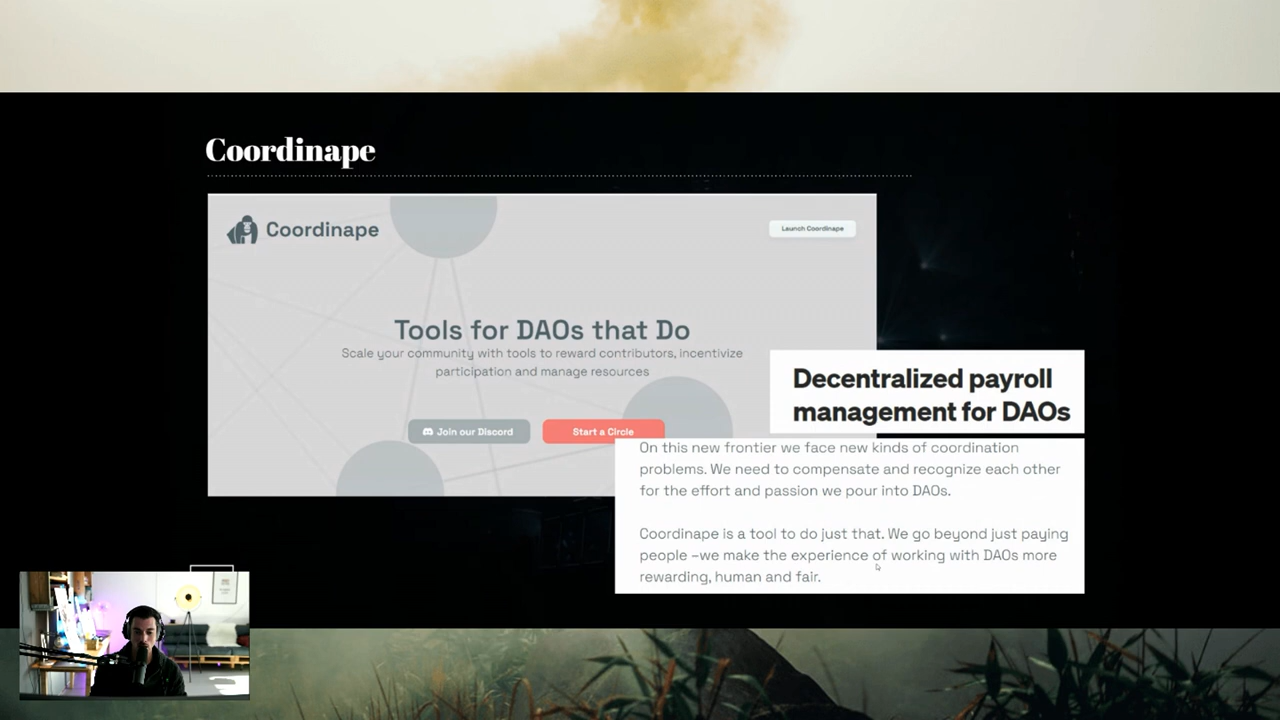 Coordinape
Coordinape
Launch Coordinape
Tools for DAOs that Do
Scale your community with tools to reward contributors, incentivize
participation and manage resources
Join our Discord
Start a Circle
Decentralized payroll
management for DAOs
On this new frontier we face new kinds of coordination
problems. We need to compensate and recognize each other
for the effort and passion we pour into DAOs.
Coordinape is a tool to do just that. We go beyond just paying
people –we make the experience of working with DAOs more
rewarding, human and fair.